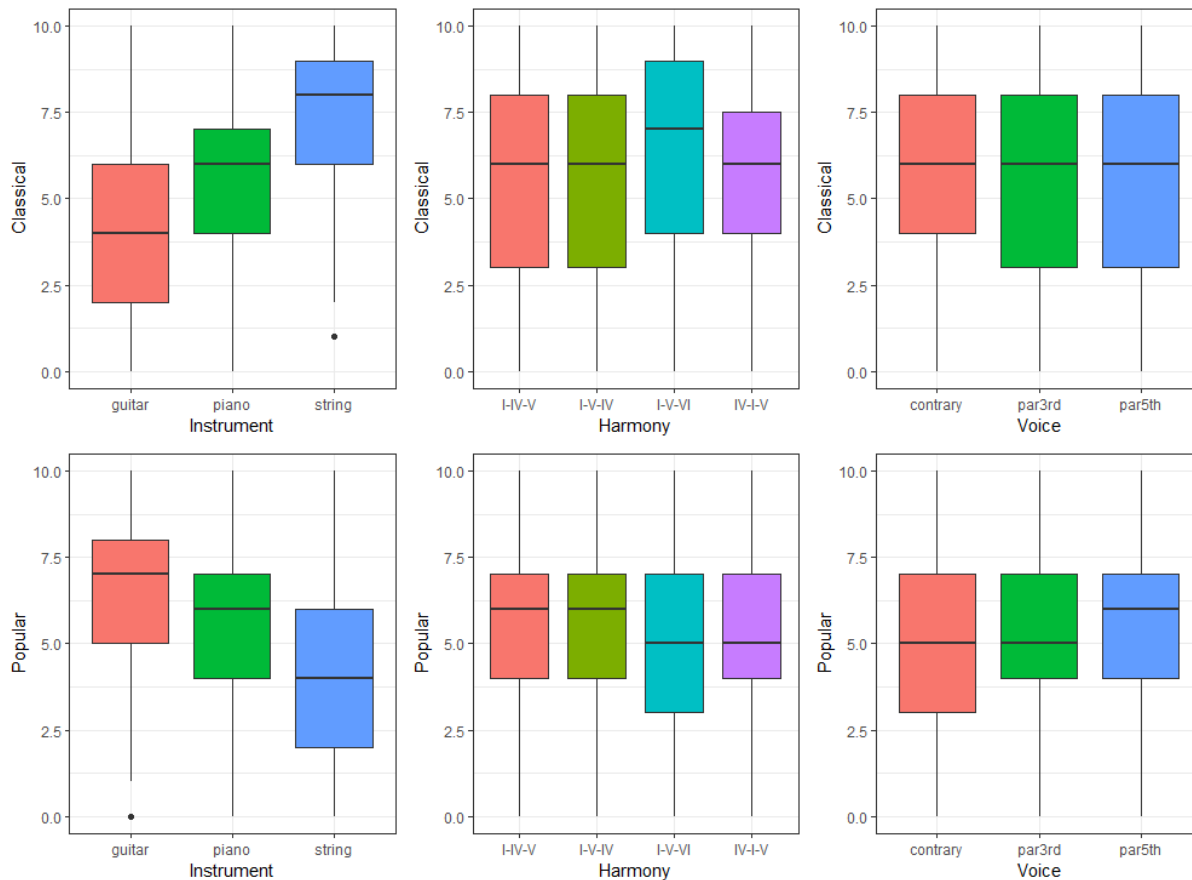 10.0
7.5
5.0
2.5
0.0
Classical
guitar piano string
Instrument
10.0
7.5
5.0
2.5
0.0
Classical
I-IV-V I-V-IV I-V-VI IV-I-V
Harmony
10.0
7.5
5.0
2.5
0.0
Classical
contrary par3rd par5th
Voice
10.0
7.5
5.0
2.5
0.0
Popular
guitar piano string
Instrument
10.0
7.5
5.0
2.5
0.0
Popular
I-IV-V I-V-IV I-V-VI IV-I-V
Harmony
10.0
7.5
5.0
2.5
0.0
Popular
contrary par3rd par5th
Voice